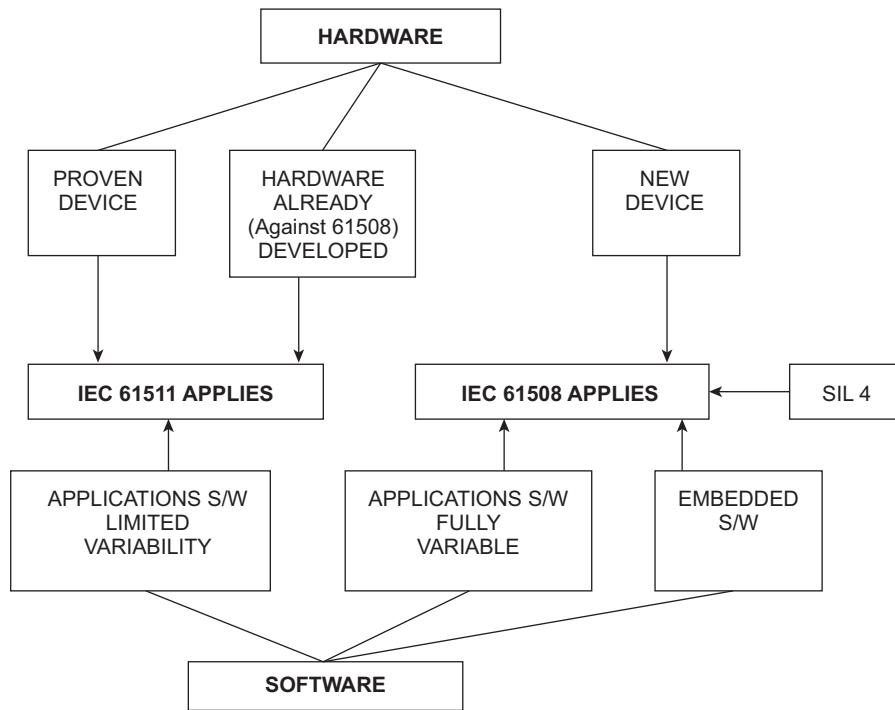 HARDWARE
PROVEN
DEVICE
HARDWARE
ALREADY
(Against 61508)
DEVELOPED
NEW
DEVICE
IEC 61511 APPLIES
IEC 61508 APPLIES
SIL 4
APPLICATIONS S/W
LIMITED
VARIABILITY
APPLICATIONS S/W
FULLY
VARIABLE
EMBEDDED
S/W
SOFTWARE